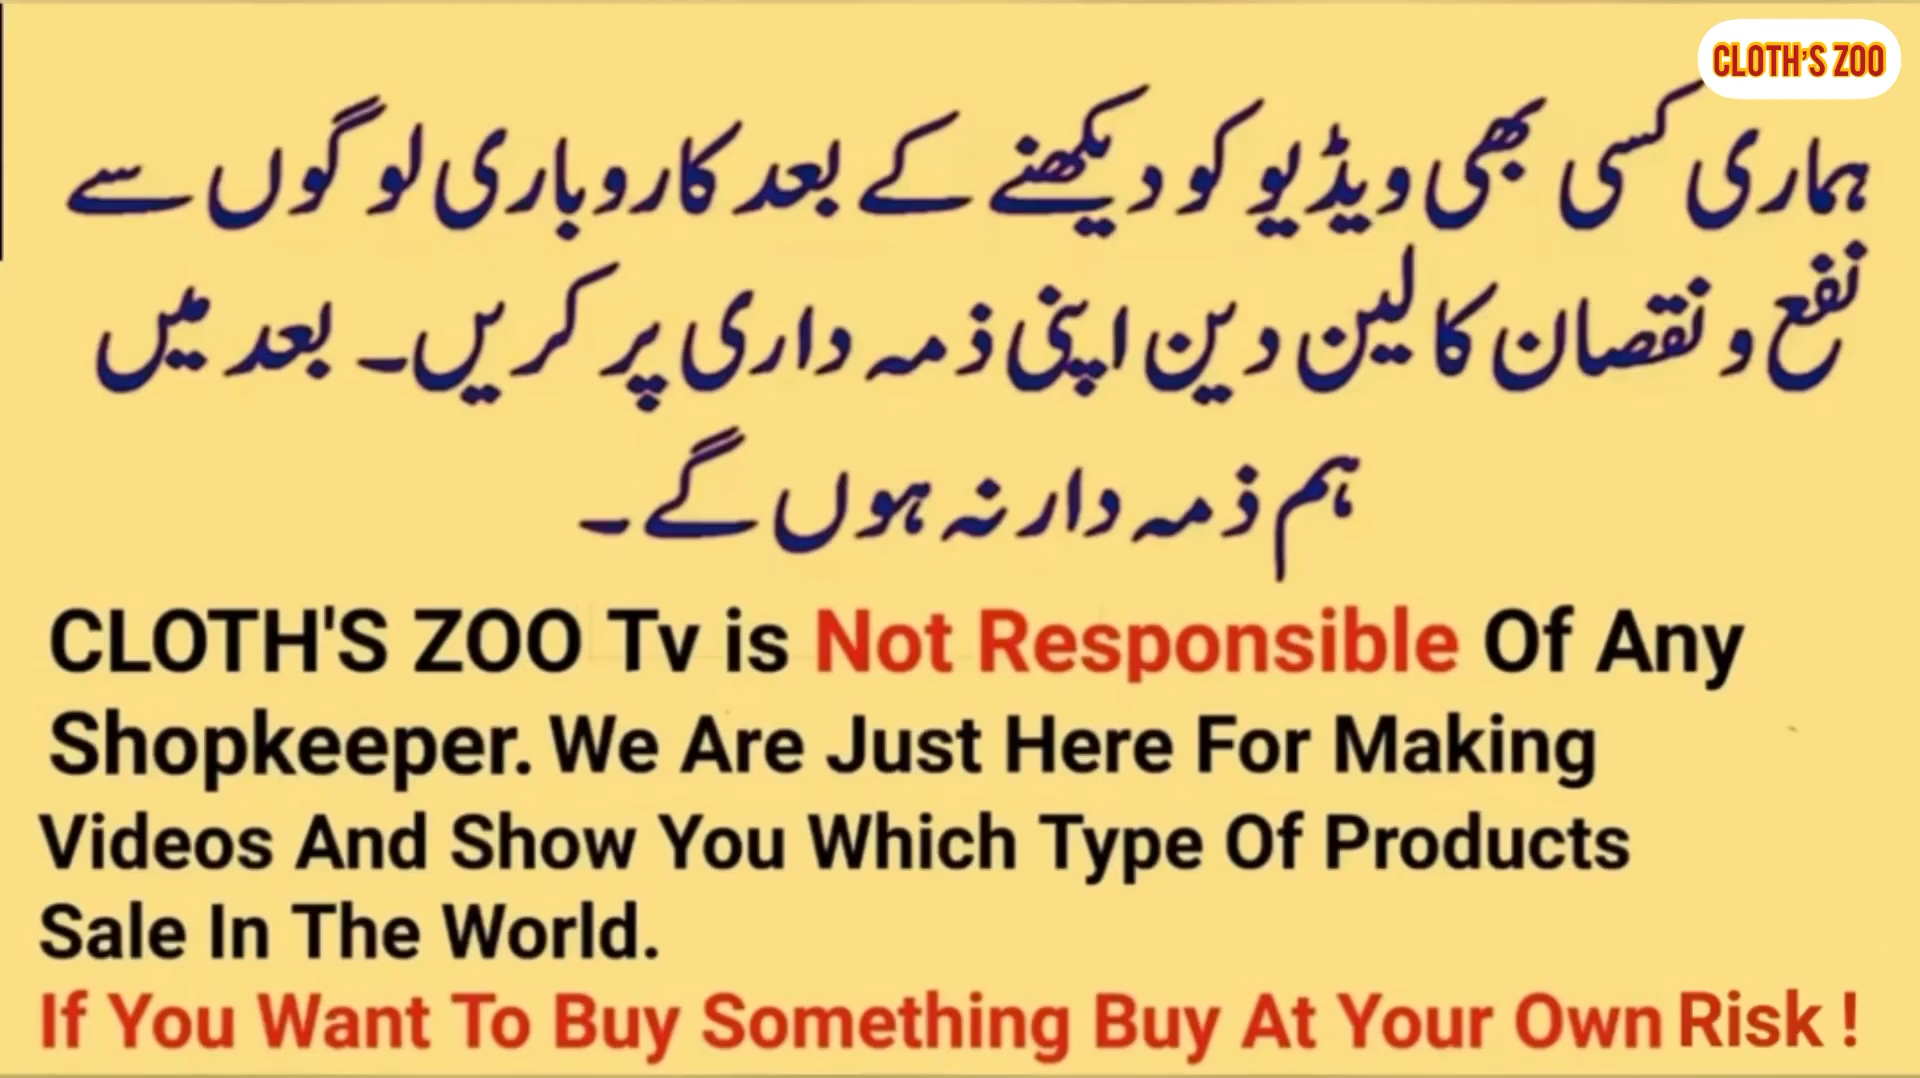 CLOTH'S ZOO
ہماری کسی بھی ویڈیو کو دیکھنے کے بعد کاروباری لوگوں سے
نفع و نقصان کا لین دین اپنی ذمہ داری پر کریں۔ بعد میں
ہم ذمہ دار نہ ہوں گے۔
CLOTH'S ZOO Tv is Not Responsible Of Any
Shopkeeper. We Are Just Here For Making
Videos And Show You Which Type Of Products
Sale In The World.
If You Want To Buy Something Buy At Your Own Risk !